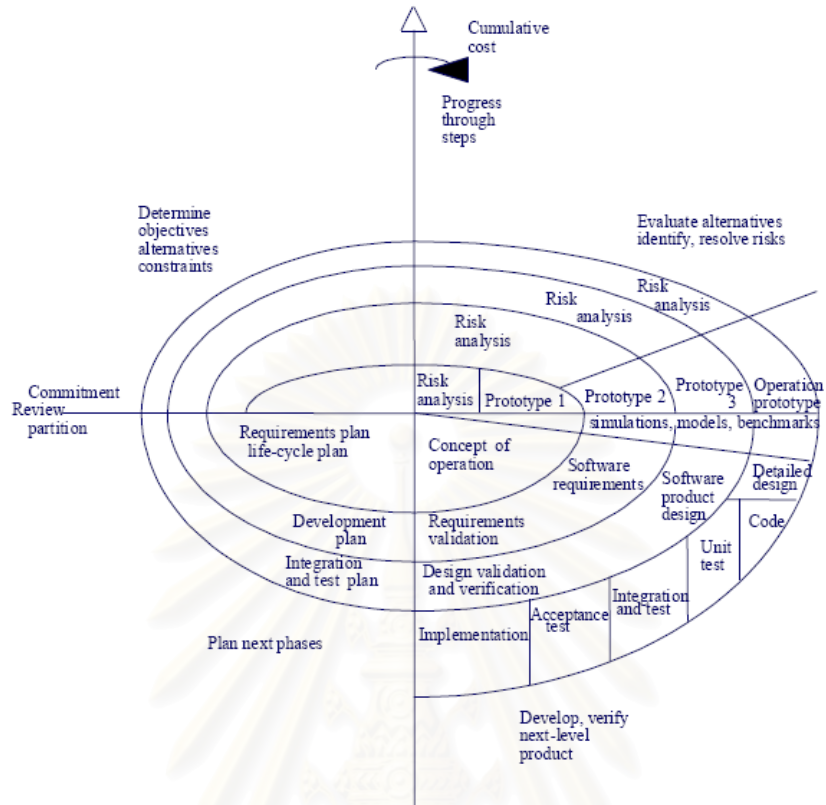 Cumulative
cost
Progress
through
steps
Determine
objectives
alternatives
constraints
Evaluate alternatives
identify, resolve risks
Risk
analysis
Risk
analysis
Risk
analysis
Risk
analysis
Prototype 1
Prototype 2
Prototype
3
Operation
prototype
Commitment
Review
partition
simulations, models, benchmarks
Requirements plan
life-cycle plan
Concept of
operation
Software
requirements
Software
product
design
Detailed
design
Code
Unit
test
Development
plan
Requirements
validation
Integration
and test plan
Design validation
and verification
Integration
and test
Acceptance
test
Implementation
Plan next phases
Develop, verify
next-level
product